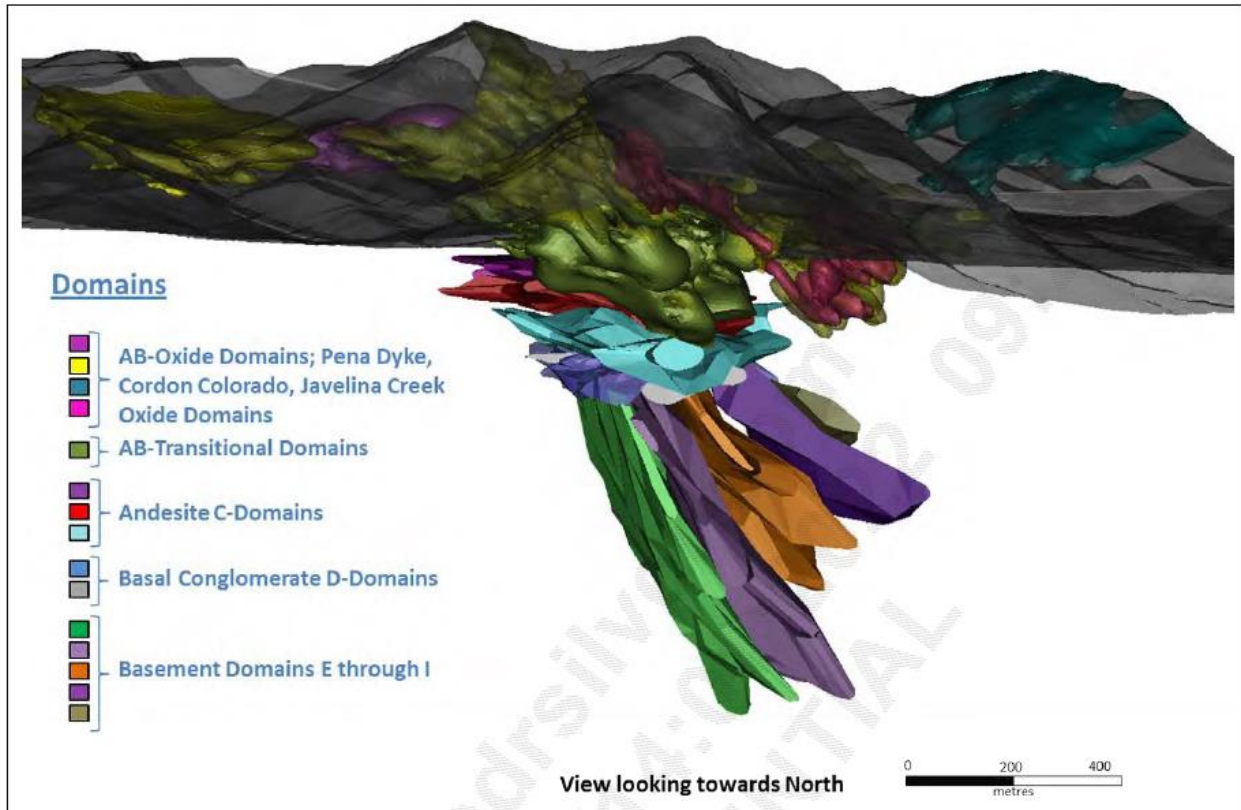 Domains
AB-Oxide Domains; Pena Dyke,
Cordon Colorado, Javelina Creek
Oxide Domains
AB-Transitional Domains
Andesite C-Domains
Basal Conglomerate D-Domains
Basement Domains E through I
View looking towards North
0 200 400
metres